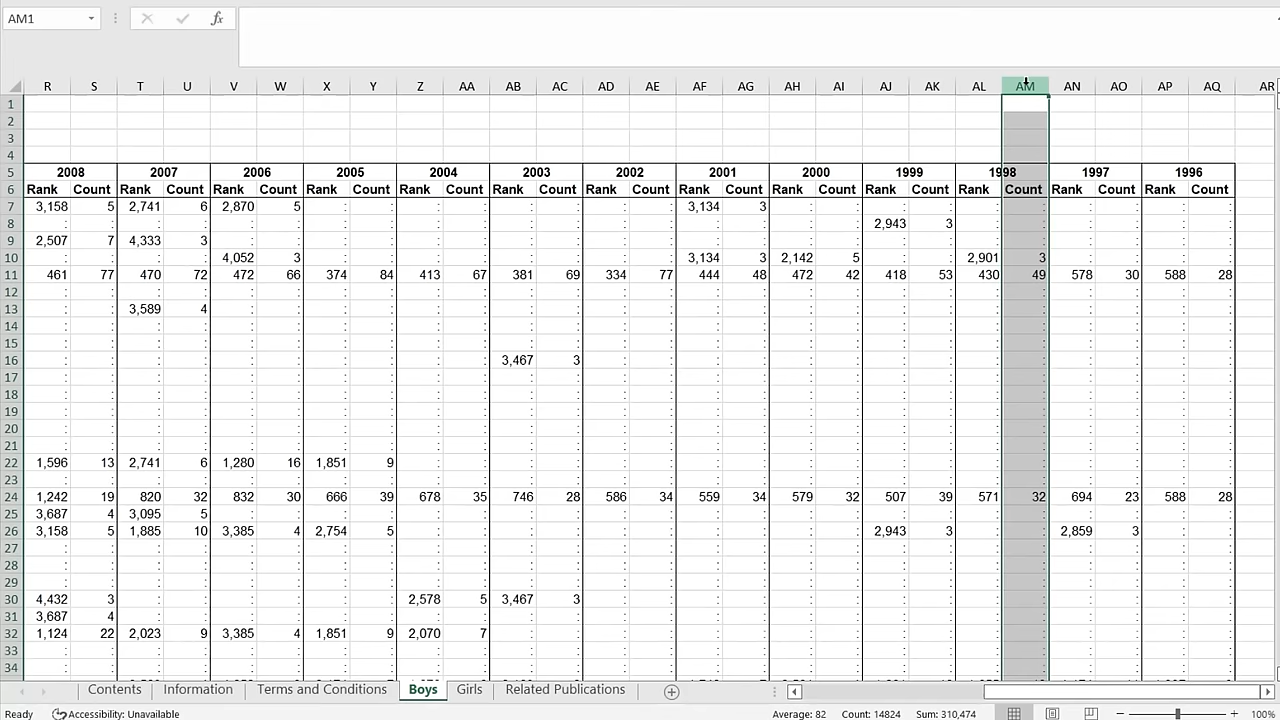 AM1
fx
R S T U V W X Y Z AA AB AC AD AE AF AG AH AI AJ AK AL AM AN AO AP AQ AR
1
2
3
4
5 2008 2007 2006 2005 2004 2003 2002 2001 2000 1999 1998 1997 1996
6 Rank Count Rank Count Rank Count Rank Count Rank Count Rank Count Rank Count Rank Count Rank Count Rank Count Rank Count Rank Count Rank Count
7 3,158 5 2,741 6 2,870 5 : : : : : : : : 3,134 3 : : : : : : : : : :
8 : : : : : : : : : : : : : : : : : : 2,943 3 : : : : : :
9 2,507 7 4,333 3 : : : : : : : : : : : : : : : : : : : : : :
10 : : : : 4,052 3 : : : : : : : : 3,134 3 2,142 5 : : 2,901 3 : : : :
11 461 77 470 72 472 66 374 84 413 67 381 69 334 77 444 48 472 42 418 53 430 49 578 30 588 28
12 : : : : : : : : : : : : : : : : : : : : : : : : : :
13 : : 3,589 4 : : : : : : : : : : : : : : : : : : : : : :
14 : : : : : : : : : : : : : : : : : : : : : : : : : :
15 : : : : : : : : : : : : : : : : : : : : : : : : : :
16 : : : : : : : : : : 3,467 3 : : : : : : : : : : : : : :
17 : : : : : : : : : : : : : : : : : : : : : : : : : :
18 : : : : : : : : : : : : : : : : : : : : : : : : : :
19 : : : : : : : : : : : : : : : : : : : : : : : : : :
20 : : : : : : : : : : : : : : : : : : : : : : : : : :
21 : : : : : : : : : : : : : : : : : : : : : : : : : :
22 1,596 13 2,741 6 1,280 16 1,851 9 : : : : : : : : : : : : : : : : : :
23 : : : : : : : : : : : : : : : : : : : : : : : : : :
24 1,242 19 820 32 832 30 666 39 678 35 746 28 586 34 559 34 579 32 507 39 571 32 694 23 588 28
25 3,687 4 3,095 5 : : : : : : : : : : : : : : : : : : : : : :
26 3,158 5 1,885 10 3,385 4 2,754 5 : : : : : : : : : : 2,943 3 : : 2,859 3 : :
27 : : : : : : : : : : : : : : : : : : : : : : : : : :
28 : : : : : : : : : : : : : : : : : : : : : : : : : :
29 : : : : : : : : : : : : : : : : : : : : : : : : : :
30 4,432 3 : : : : : : 2,578 5 3,467 3 : : : : : : : : : : : : : :
31 3,687 4 : : : : : : : : : : : : : : : : : : : : : : : :
32 1,124 22 2,023 9 3,385 4 1,851 9 2,070 7 : : : : : : : : : : : : : : : :
33 : : : : : : : : : : : : : : : : : : : : : : : : : :
34 : : : : : : : : : : : : : : : : : : : : : : : : : :
Contents Information Terms and Conditions Boys Girls Related Publications
Ready Accessibility: Unavailable Average: 82 Count: 14824 Sum: 310,474 100%